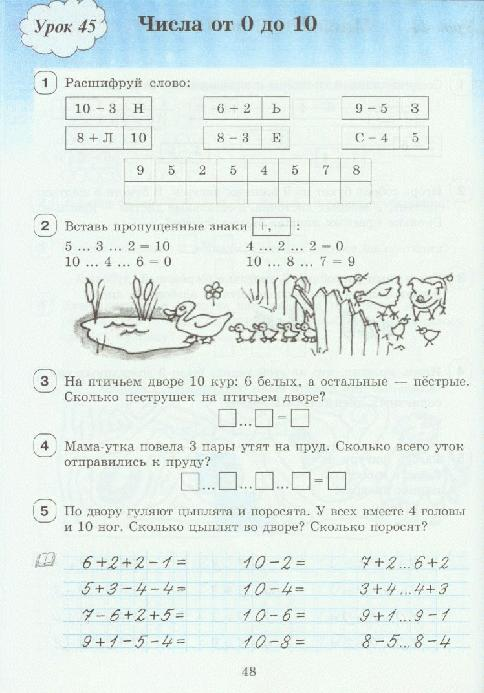 Урок 45
Числа от 0 до 10
1 Расшифруй слово:
10 − 3 Н 6 + 2 Ь 9 − 5 З
8 + Л 10 8 − 3 Е С − 4 5
9 5 2 5 4 5 7 8
2 Вставь пропущенные знаки +, − :
5 ... 3 ... 2 = 10 4 ... 2 ... 2 = 0
10 ... 4 ... 6 = 0 10 ... 8 ... 7 = 9
3 На птичьем дворе 10 кур: 6 белых, а остальные — пёстрые.
Сколько пеструшек на птичьем дворе?
... =
4 Мама-утка повела 3 пары утят на пруд. Сколько всего уток
отправились к пруду?
... ... ... =
5 По двору гуляют цыплята и поросята. У всех вместе 4 головы
и 10 ног. Сколько цыплят во дворе? Сколько поросят?
6+2+2−1= 10−2= 7+2...6+2
5+3−4−4= 10−4= 3+4...4+3
7−6+2+5= 10−6= 9+1...9−1
9+1−5−4= 10−8= 8−5...8−4
48